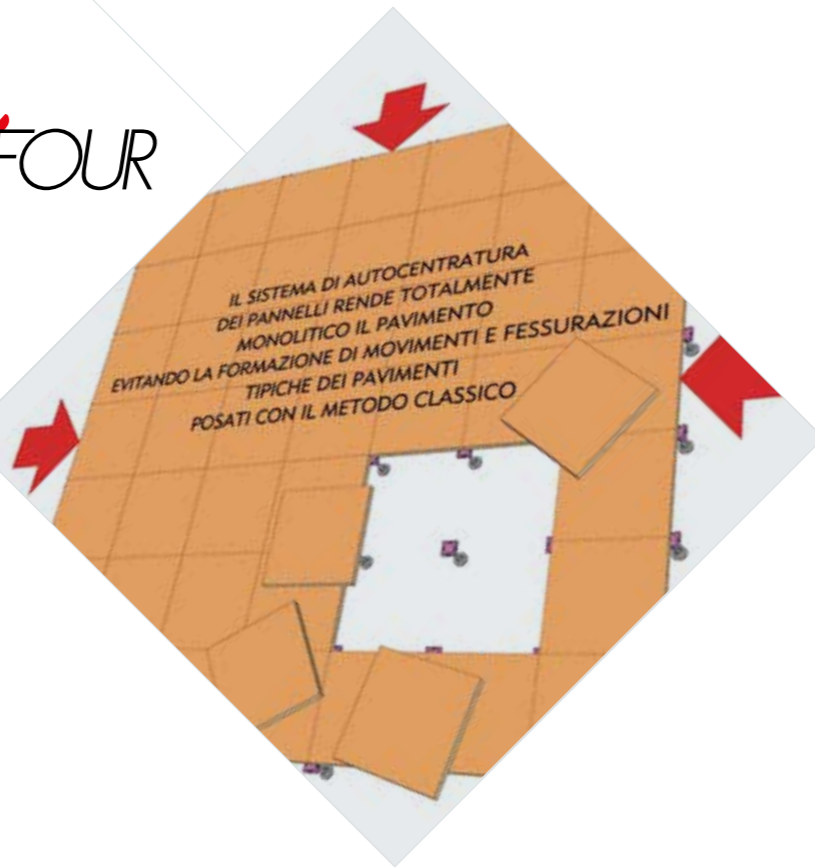 FOUR
IL SISTEMA DI AUTOCENTRATURA
DEI PANNELLI RENDE TOTALMENTE
MONOLITICO IL PAVIMENTO
EVITANDO LA FORMAZIONE DI MOVIMENTI E FESSURAZIONI
TIPICHE DEI PAVIMENTI
POSATI CON IL METODO CLASSICO